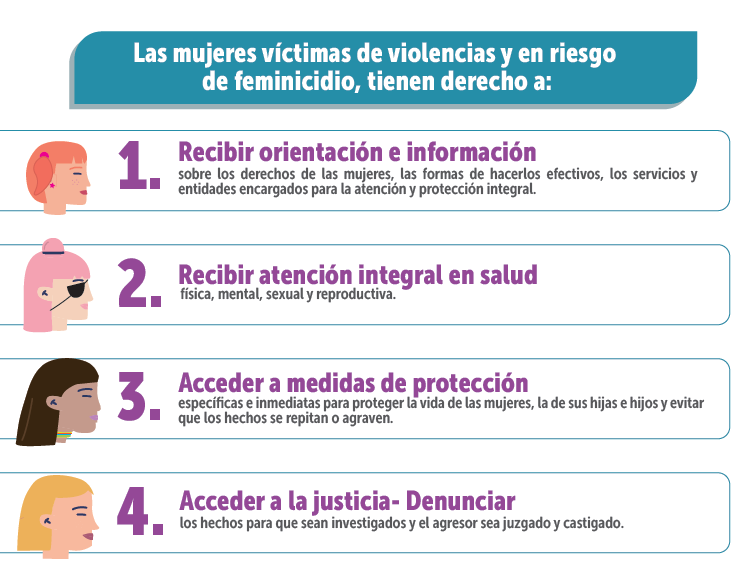 Las mujeres víctimas de violencias y en riesgo
de feminicidio, tienen derecho a:
1.
Recibir orientación e información
sobre los derechos de las mujeres, las formas de hacerlos efectivos, los servicios y
entidades encargados para la atención y protección integral.
2.
Recibir atención integral en salud
física, mental, sexual y reproductiva.
3.
Acceder a medidas de protección
específicas e inmediatas para proteger la vida de las mujeres, la de sus hijas e hijos y evitar
que los hechos se repitan o agraven.
4.
Acceder a la justicia- Denunciar
los hechos para que sean investigados y el agresor sea juzgado y castigado.